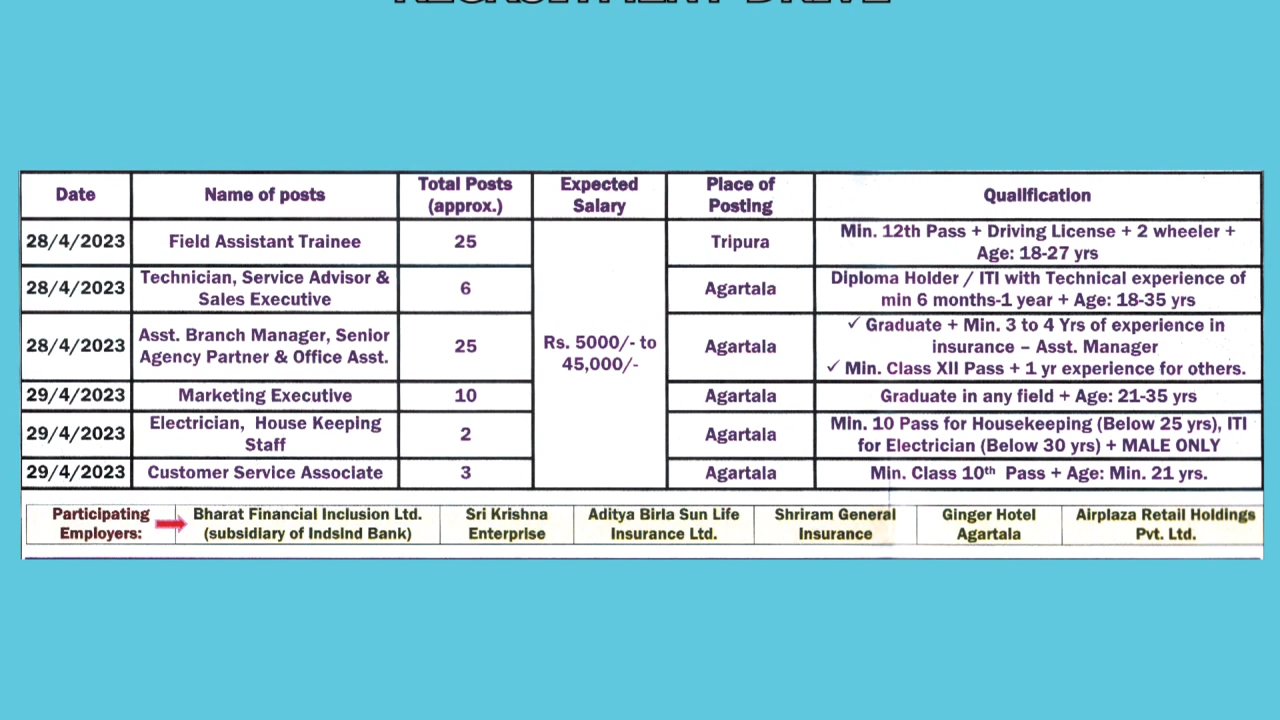 RECRUITMENT DRIVE
Date
Name of posts
Total Posts
(approx.)
Expected
Salary
Place of
Posting
Qualification
28/4/2023
Field Assistant Trainee
25
Rs. 5000/- to
45,000/-
Tripura
Min. 12th Pass + Driving License + 2 wheeler +
Age: 18-27 yrs
28/4/2023
Technician, Service Advisor &
Sales Executive
6
Agartala
Diploma Holder / ITI with Technical experience of
min 6 months-1 year + Age: 18-35 yrs
28/4/2023
Asst. Branch Manager, Senior
Agency Partner & Office Asst.
25
Agartala
✓ Graduate + Min. 3 to 4 Yrs of experience in
insurance – Asst. Manager
✓ Min. Class XII Pass + 1 yr experience for others.
29/4/2023
Marketing Executive
10
Agartala
Graduate in any field + Age: 21-35 yrs
29/4/2023
Electrician, House Keeping
Staff
2
Agartala
Min. 10 Pass for Housekeeping (Below 25 yrs), ITI
for Electrician (Below 30 yrs) + MALE ONLY
29/4/2023
Customer Service Associate
3
Agartala
Min. Class 10th Pass + Age: Min. 21 yrs.
Participating
Employers:
Bharat Financial Inclusion Ltd.
(subsidiary of IndsInd Bank)
Sri Krishna
Enterprise
Aditya Birla Sun Life
Insurance Ltd.
Shriram General
Insurance
Ginger Hotel
Agartala
Airplaza Retail Holdings
Pvt. Ltd.